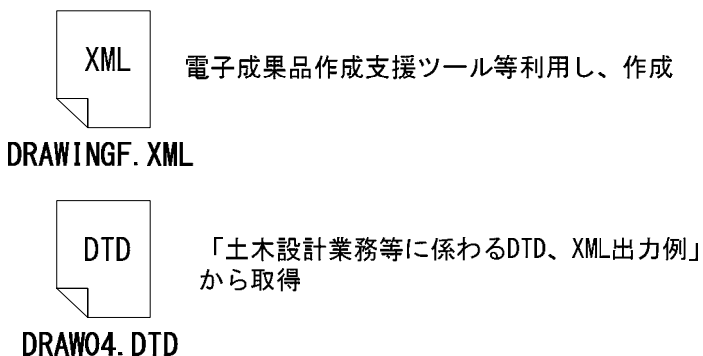 XML
電子成果品作成支援ツール等利用し、作成
DRAWINGF.XML
DTD
「土木設計業務等に係わるDTD、XML出力例」
から取得
DRAW04.DTD